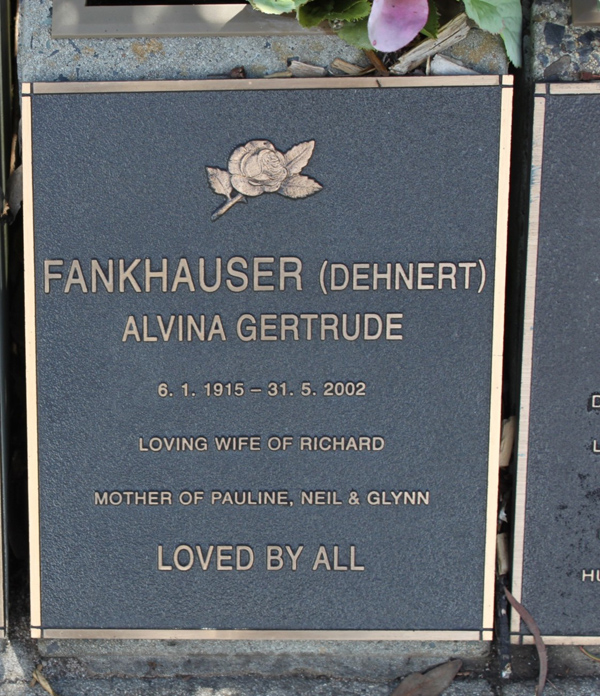 FANKHAUSER (DEHNERT)
ALVINA GERTRUDE
6. 1. 1915 – 31. 5. 2002
LOVING WIFE OF RICHARD
MOTHER OF PAULINE, NEIL & GLYNN
LOVED BY ALL